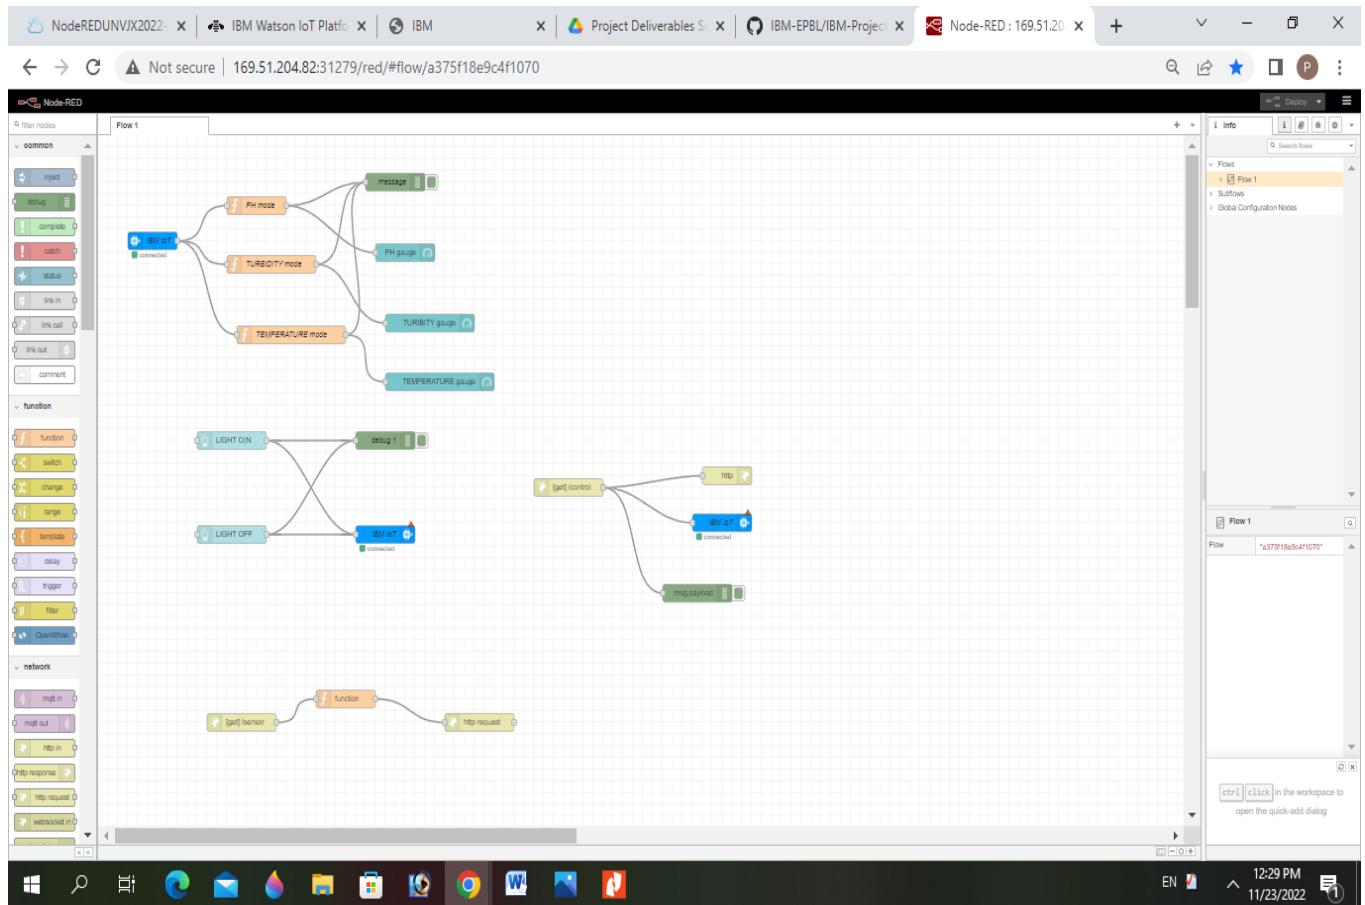 NodeREDUNVJX2022-
IBM Watson IoT Platfo
IBM
Project Deliverables S
IBM-EPBL/IBM-Project
Node-RED : 169.51.20
Not secure
169.51.204.82:31279/red/#flow/a375f18e9c4f1070
P
Node-RED
Deploy
filter nodes
Flow 1
i Info
i
Search flows
common
inject
debug
complete
catch
status
link in
link call
link out
comment
function
function
switch
change
range
template
delay
trigger
filter
OpenWhisk
network
mqtt in
mqtt out
http in
http response
http request
websocket in
message
PH mode
IBM IoT
connected
PH gauge
TURBIDITY mode
TURIBITY gauge
TEMPERATURE mode
TEMPERATURE gauge
LIGHT O|N
debug 1
LIGHT OFF
IBM IoT
connected
[get] /control
http
IBM IoT
connected
msg.payload
function
[get] /sensor
http request
Flows
Flow 1
Subflows
Global Configuration Nodes
Flow 1
Flow
"a375f18e9c4f1070"
ctrl click in the workspace to
open the quick-add dialog
EN
12:29 PM
11/23/2022
1